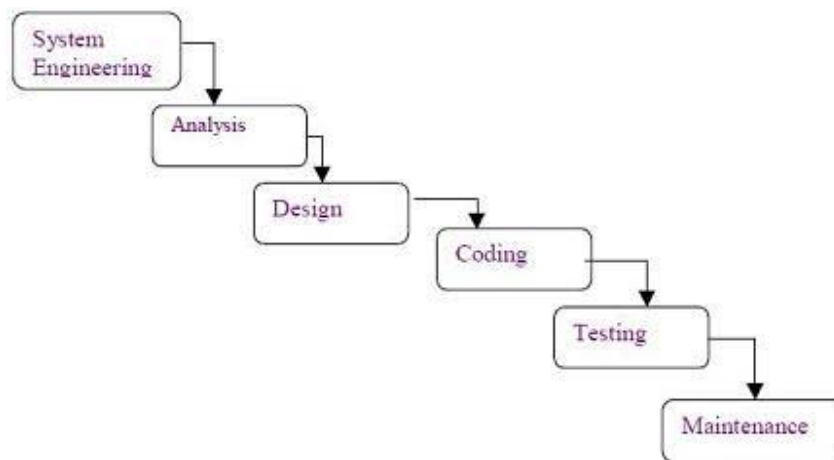 System
Engineering
Analysis
Design
Coding
Testing
Maintenance